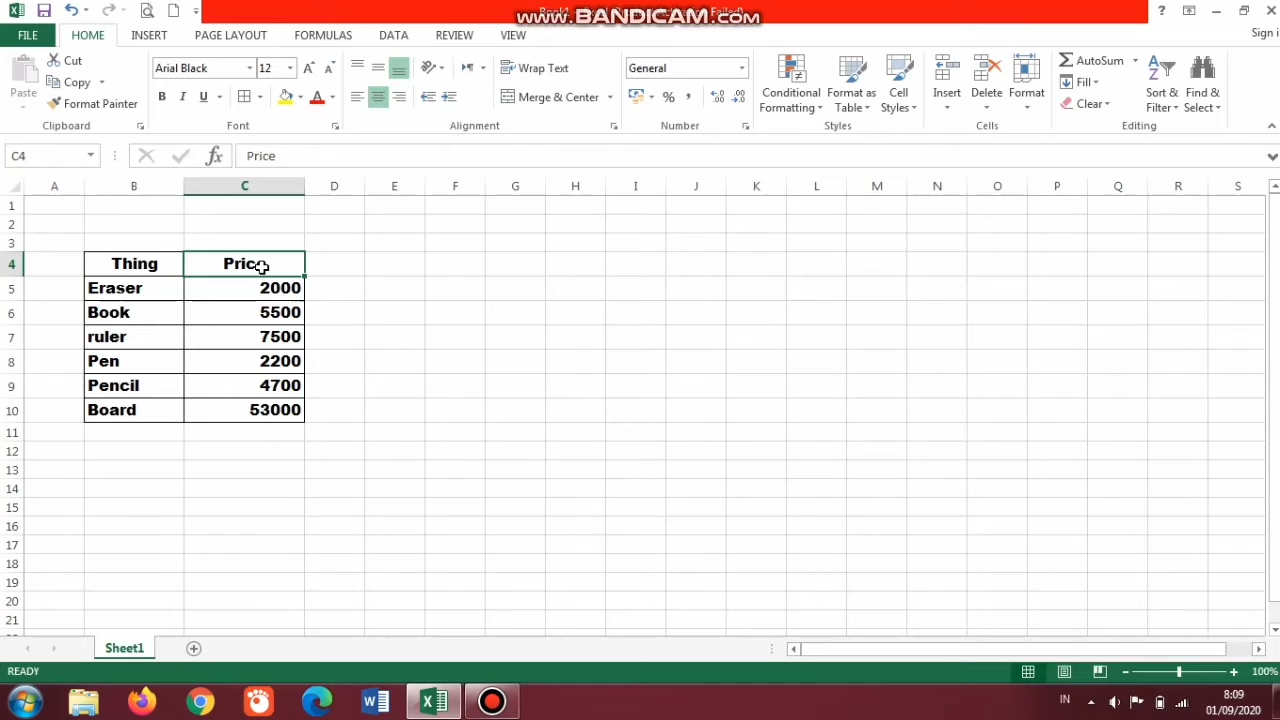 www.BANDICAM.com
FILE HOME INSERT PAGE LAYOUT FORMULAS DATA REVIEW VIEW Sign i
Paste
Cut
Copy
Format Painter
Clipboard
Arial Black 12
B I U
Font
Wrap Text
Merge & Center
Alignment
General
%
Number
Conditional Formatting
Format as Table
Cell Styles
Styles
Insert
Delete
Format
Cells
AutoSum
Fill
Clear
Sort & Filter
Find & Select
Editing
C4 fx Price
A B C D E F G H I J K L M N O P Q R S
1
2
3
4 Thing Price
5 Eraser 2000
6 Book 5500
7 ruler 7500
8 Pen 2200
9 Pencil 4700
10 Board 53000
11
12
13
14
15
16
17
18
19
20
21
Sheet1
READY 100%
IN 8:09
01/09/2020